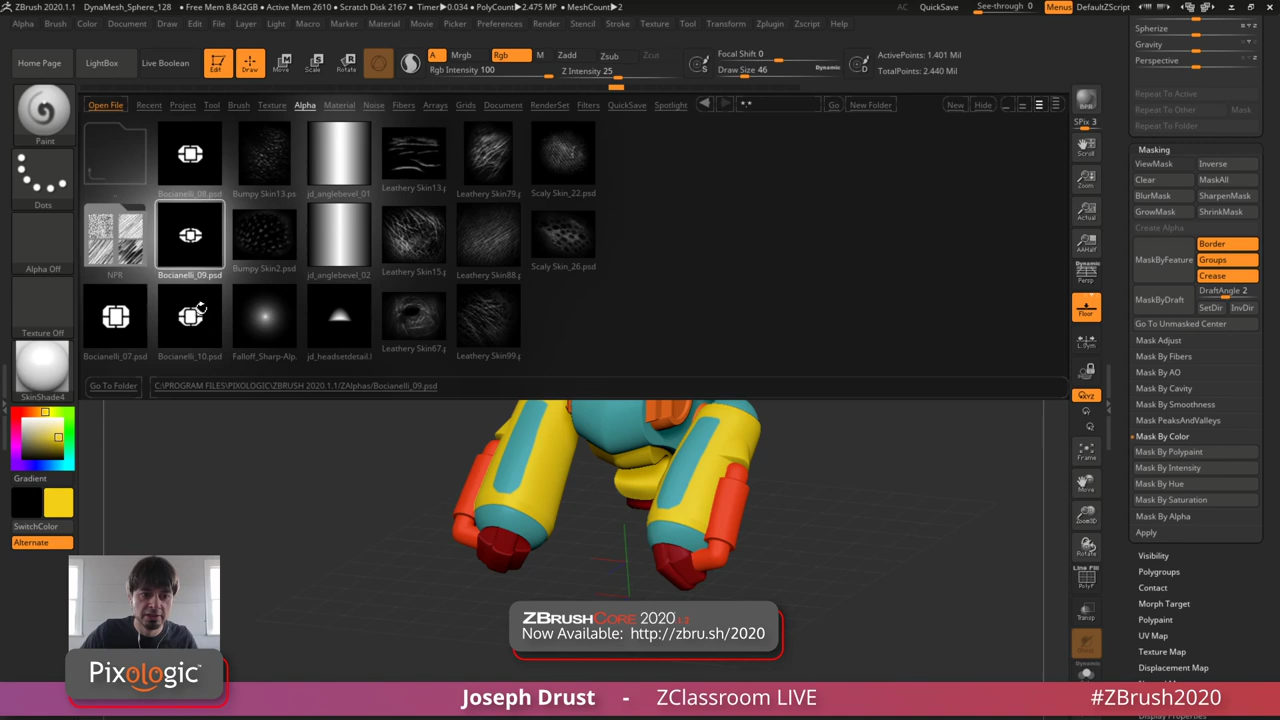 ZBrush 2020.1.1 DynaMesh_Sphere_128 • Free Mem 8.842GB • Active Mem 2610 • Scratch Disk 2167 • Timer▶0.034 • PolyCount▶2.475 MP • MeshCount▶2 AC QuickSave See-through 0 Menus DefaultZScript
Alpha Brush Color Document Draw Edit File Layer Light Macro Marker Material Movie Picker Preferences Render Stencil Stroke Texture Tool Transform Zplugin Zscript Help
Home Page LightBox Live Boolean Edit Draw Move Scale Rotate
A Mrgb Rgb M Zadd Zsub Zcut
Rgb Intensity 100 Z Intensity 25
Focal Shift 0
Draw Size 46 Dynamic
S D
ActivePoints: 1.401 Mil
TotalPoints: 2.440 Mil
Open File Recent Project Tool Brush Texture Alpha Material Noise Fibers Arrays Grids Document RenderSet Filters QuickSave Spotlight *.* Go New Folder New Hide
Paint
Dots
Alpha Off
Texture Off
SkinShade4
Gradient
SwitchColor
Alternate
.. Bocianelli_08.psd Bumpy Skin13.ps jd_anglebevel_01 Leathery Skin13.p Leathery Skin79.p Scaly Skin_22.psd
NPR Bocianelli_09.psd Bumpy Skin2.psd jd_anglebevel_02 Leathery Skin15.p Leathery Skin88.p Scaly Skin_26.psd
Bocianelli_07.psd Bocianelli_10.psd Falloff_Sharp-Alp. jd_headsetdetail.l Leathery Skin67.p Leathery Skin99.p
Go To Folder C:\PROGRAM FILES\PIXOLOGIC\ZBRUSH 2020.1.1/ZAlphas/Bocianelli_09.psd
BPR
SPix 3
Scroll
Zoom
Actual
AAHalf
Dynamic
Persp
Floor
L.Sym
XYZ
Frame
Move
Zoom3D
Rotate
Line Fill
PolyF
Transp
Dynamic
Spherize
Gravity
Perspective
Repeat To Active
Repeat To Other Mask
Repeat To Folder
Masking
ViewMask Inverse
Clear MaskAll
BlurMask SharpenMask
GrowMask ShrinkMask
Create Alpha
MaskByFeature Border
Groups
Crease
MaskByDraft DraftAngle 2
SetDir InvDir
Go To Unmasked Center
Mask Adjust
Mask By Fibers
Mask By AO
Mask By Cavity
Mask By Smoothness
Mask PeaksAndValleys
Mask By Color
Mask By Polypaint
Mask By Intensity
Mask By Hue
Mask By Saturation
Mask By Alpha
Apply
Visibility
Polygroups
Contact
Morph Target
Polypaint
UV Map
Texture Map
Displacement Map
Display Properties
ZBRUSHCORE 2020.1.2
Now Available: http://zbru.sh/2020
Pixologic™
Joseph Drust - ZClassroom LIVE #ZBrush2020